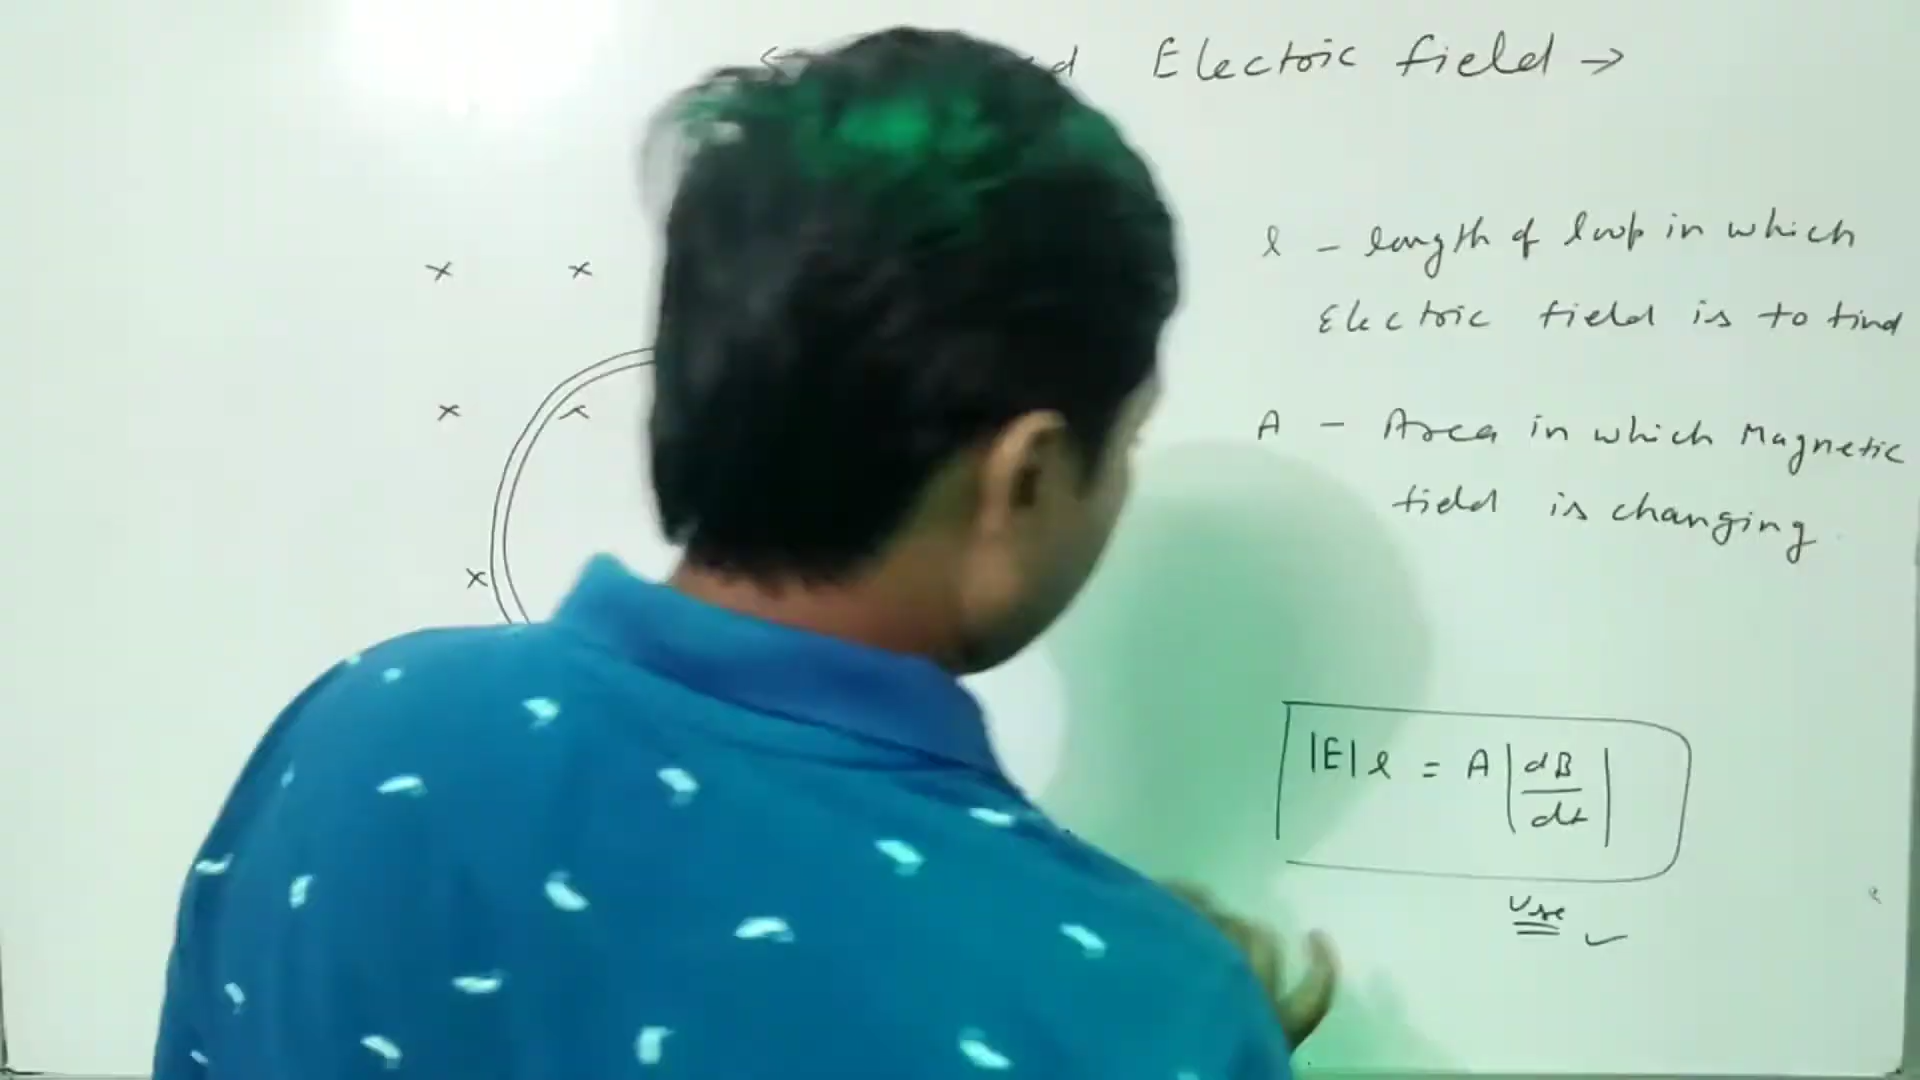 Electric field →
l - length of loop in which
Electric field is to find
A - Area in which Magnetic
field is changing
|E| l = A |dB/dt|
Use ✓
x x
x x
x